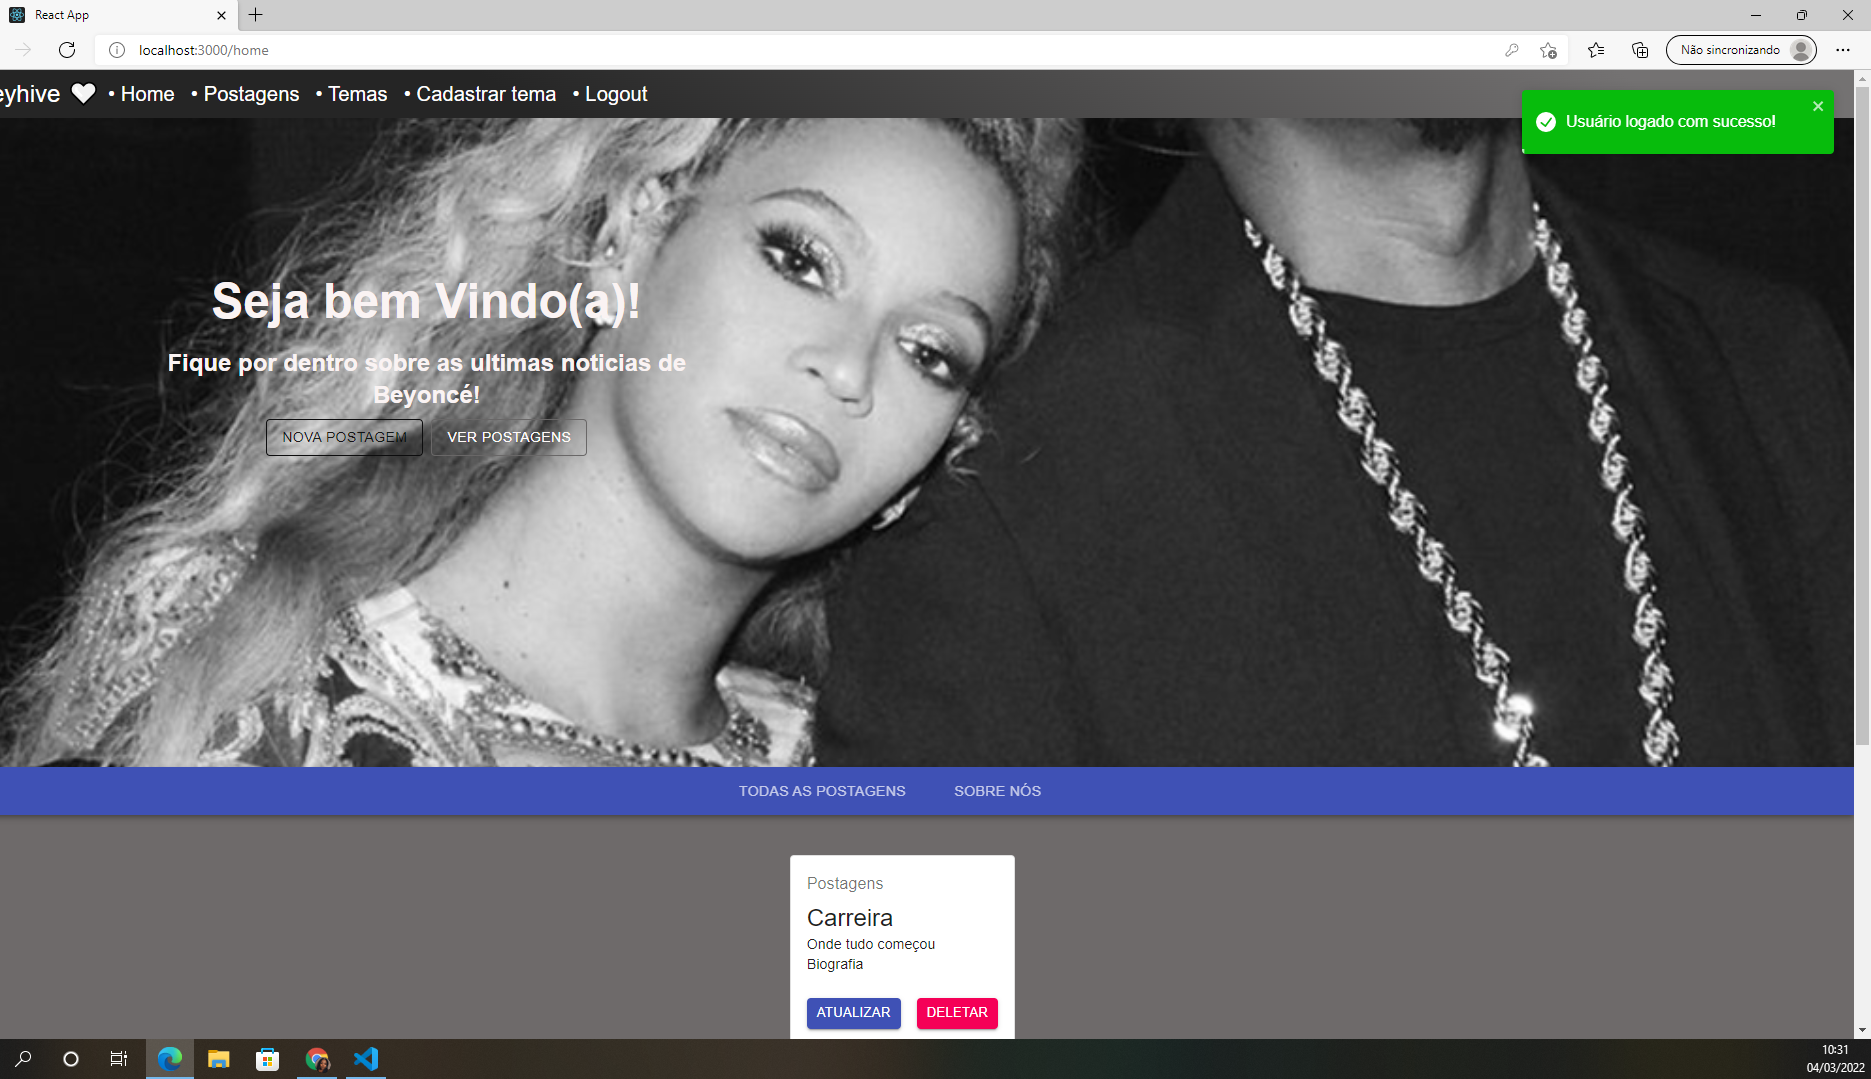 React App
localhost:3000/home
Não sincronizando
eyhive • Home • Postagens • Temas • Cadastrar tema • Logout
Usuário logado com sucesso!
Seja bem Vindo(a)!
Fique por dentro sobre as ultimas noticias de
Beyoncé!
NOVA POSTAGEM VER POSTAGENS
TODAS AS POSTAGENS SOBRE NÓS
Postagens
Carreira
Onde tudo começou
Biografia
ATUALIZAR DELETAR
10:31
04/03/2022